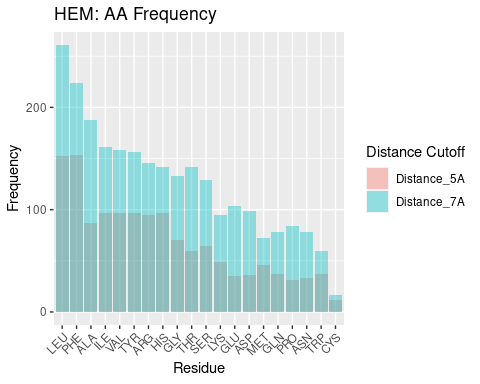 HEM: AA Frequency
Frequency
200
100
0
LEU PHE ALA ILE VAL TYR ARG HIS GLY THR SER LYS GLU ASP MET GLN PRO ASN TRP CYS
Residue
Distance Cutoff
Distance_5A
Distance_7A